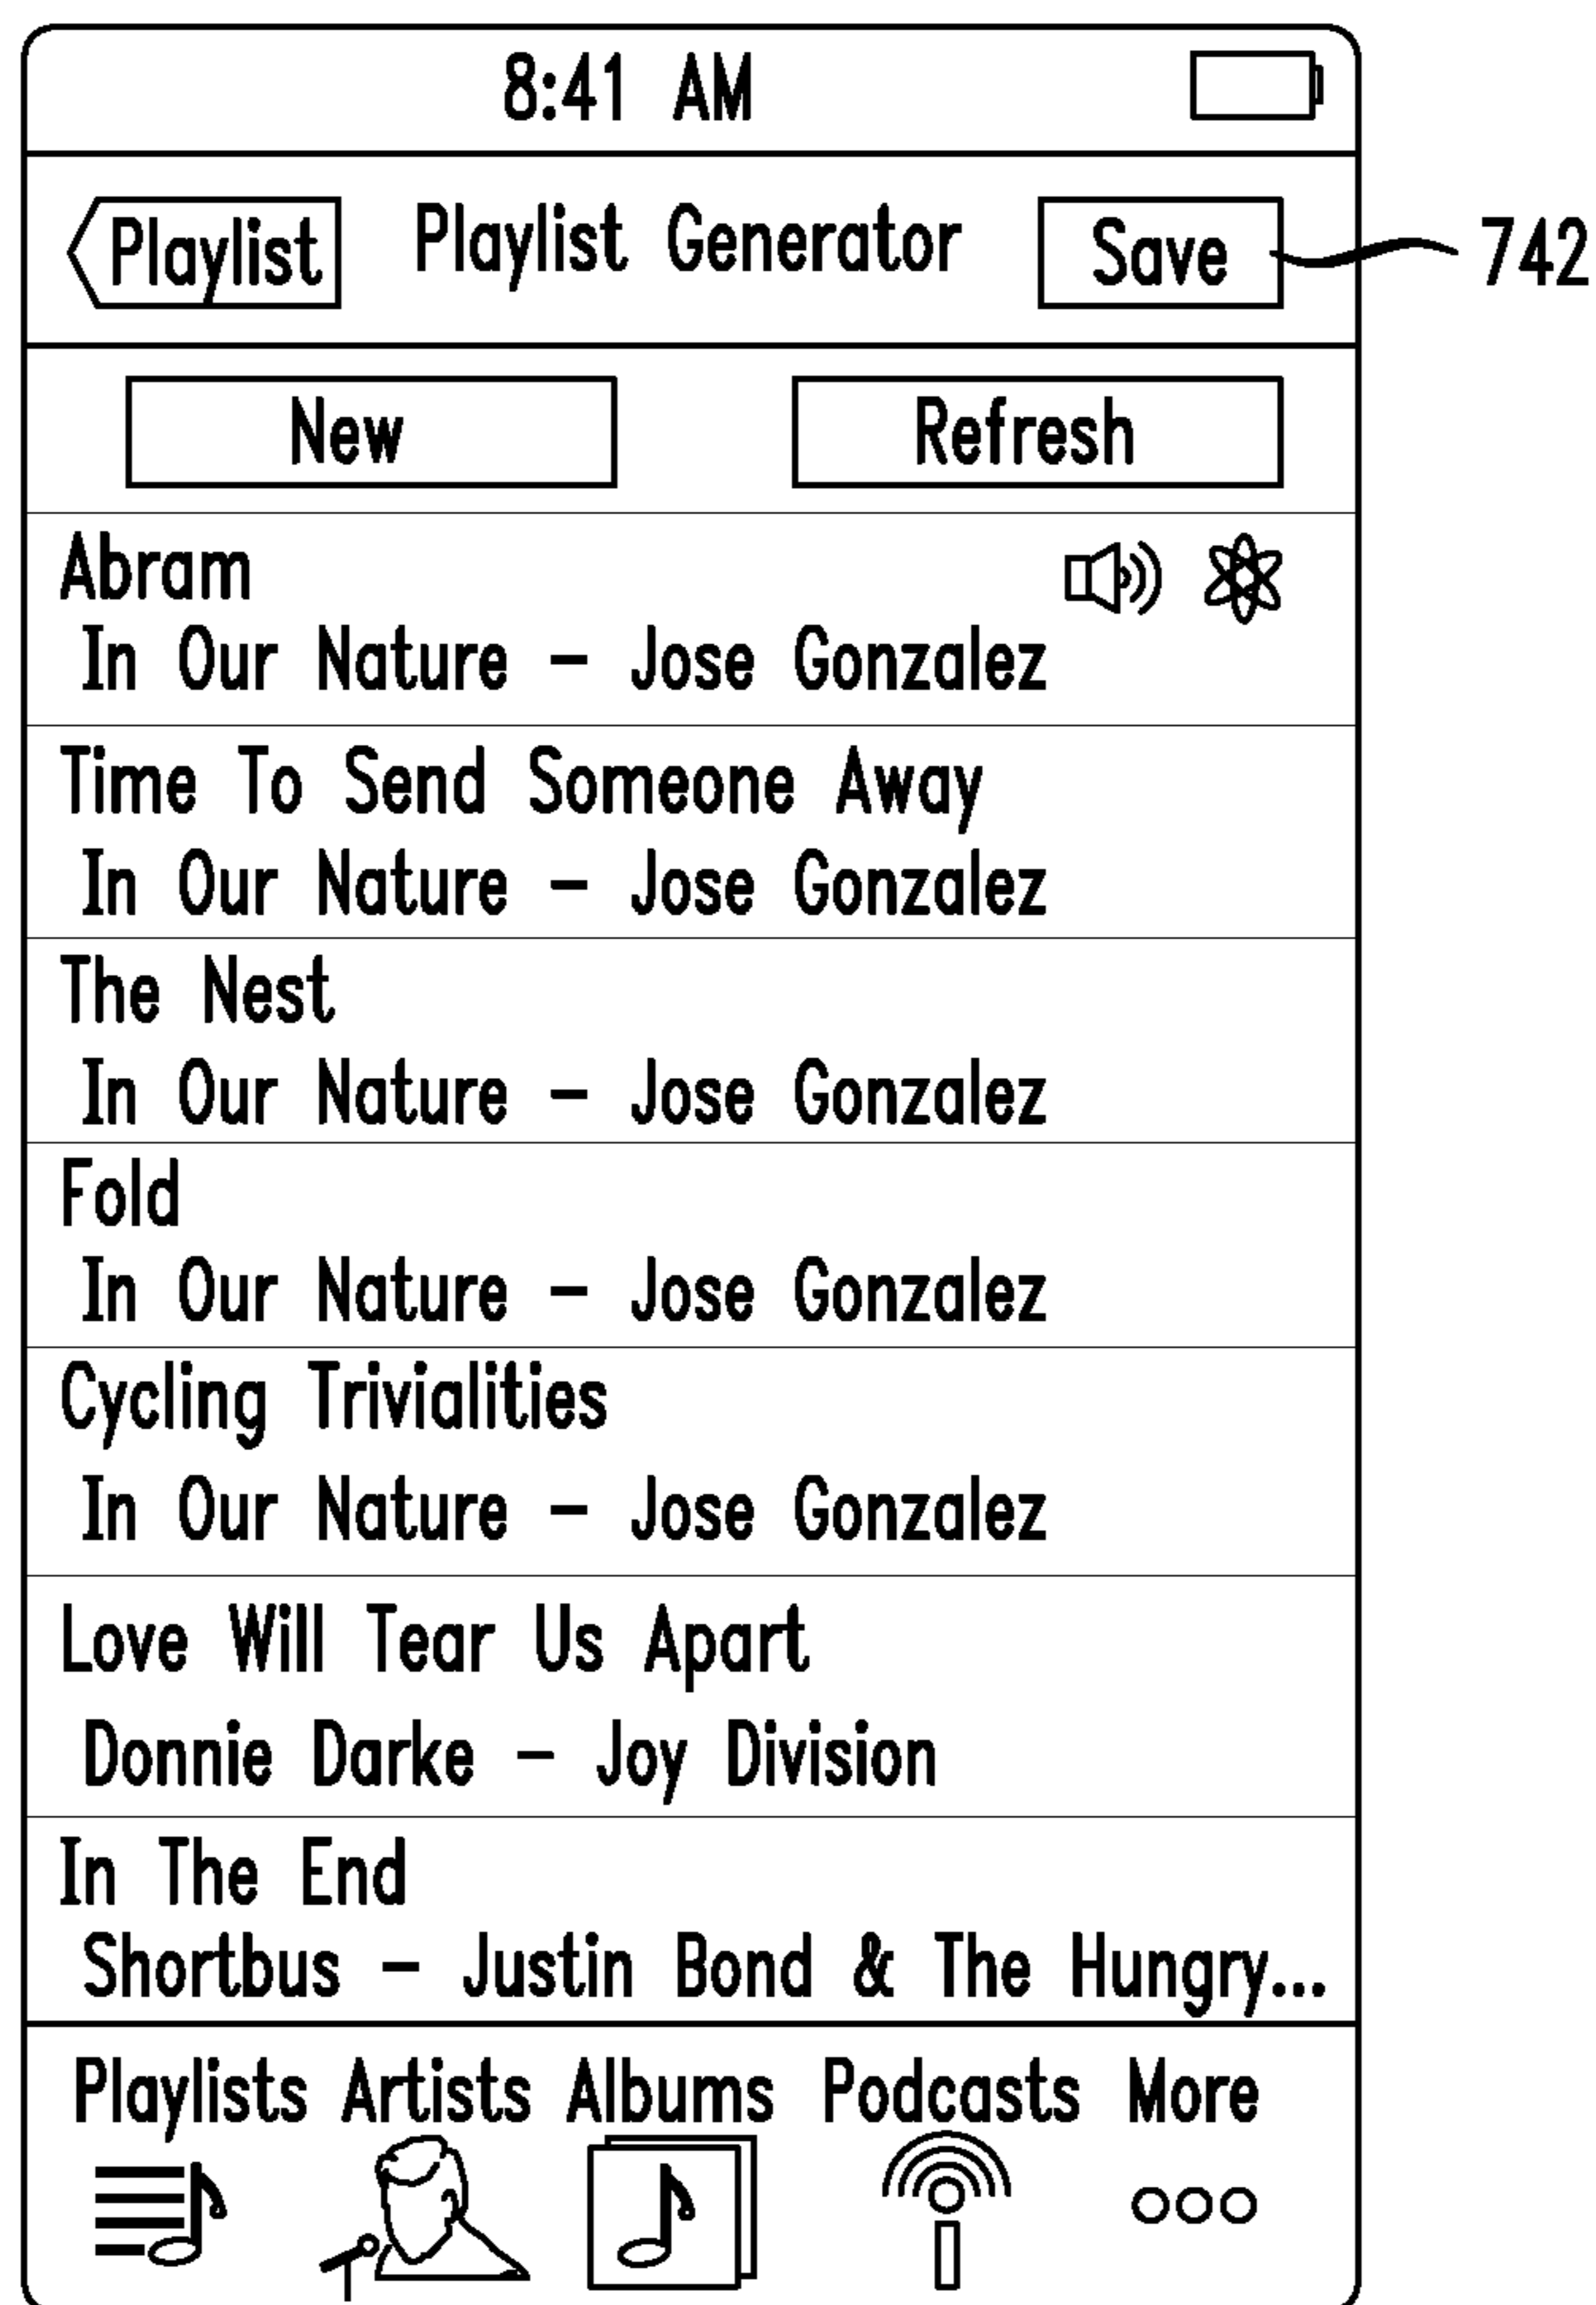 8:41 AM
Playlist Playlist Generator Save 742
New Refresh
Abram
In Our Nature – Jose Gonzalez
Time To Send Someone Away
In Our Nature – Jose Gonzalez
The Nest
In Our Nature – Jose Gonzalez
Fold
In Our Nature – Jose Gonzalez
Cycling Trivialities
In Our Nature – Jose Gonzalez
Love Will Tear Us Apart
Donnie Darke – Joy Division
In The End
Shortbus – Justin Bond & The Hungry...
Playlists Artists Albums Podcasts More